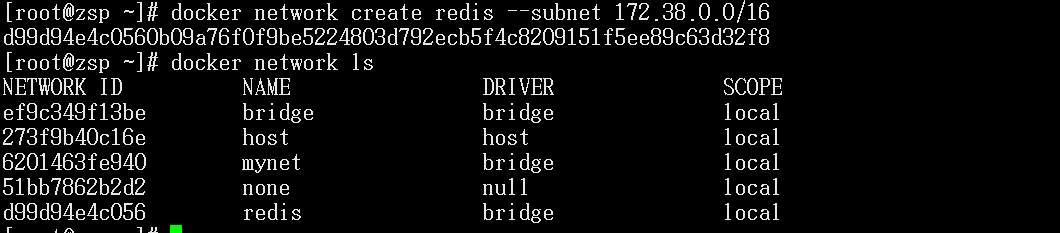 [root@zsp ~]# docker network create redis --subnet 172.38.0.0/16
d99d94e4c0560b09a76f0f9be5224803d792ecb5f4c8209151f5ee89c63d32f8
[root@zsp ~]# docker network ls
NETWORK ID          NAME                DRIVER              SCOPE
ef9c349f13be        bridge              bridge              local
273f9b40c16e        host                host                local
6201463fe940        mynet               bridge              local
51bb7862b2d2        none                null                local
d99d94e4c056        redis               bridge              local
[root@zsp ~]#